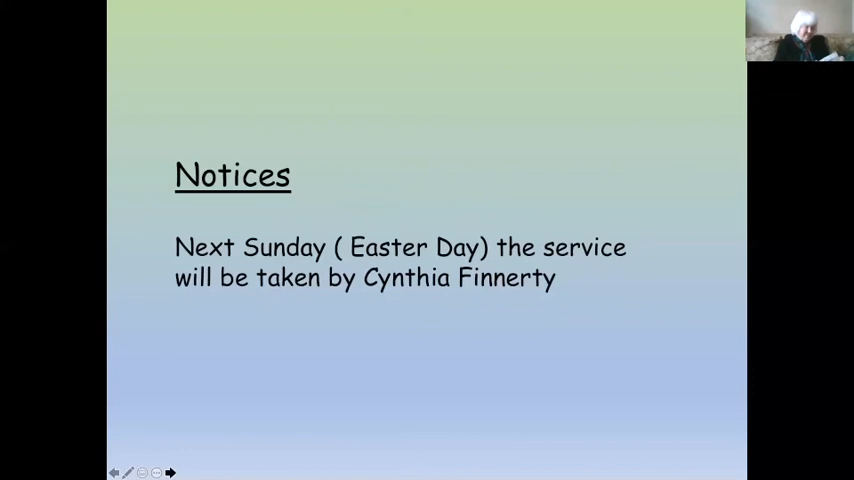 Notices
Next Sunday ( Easter Day) the service
will be taken by Cynthia Finnerty